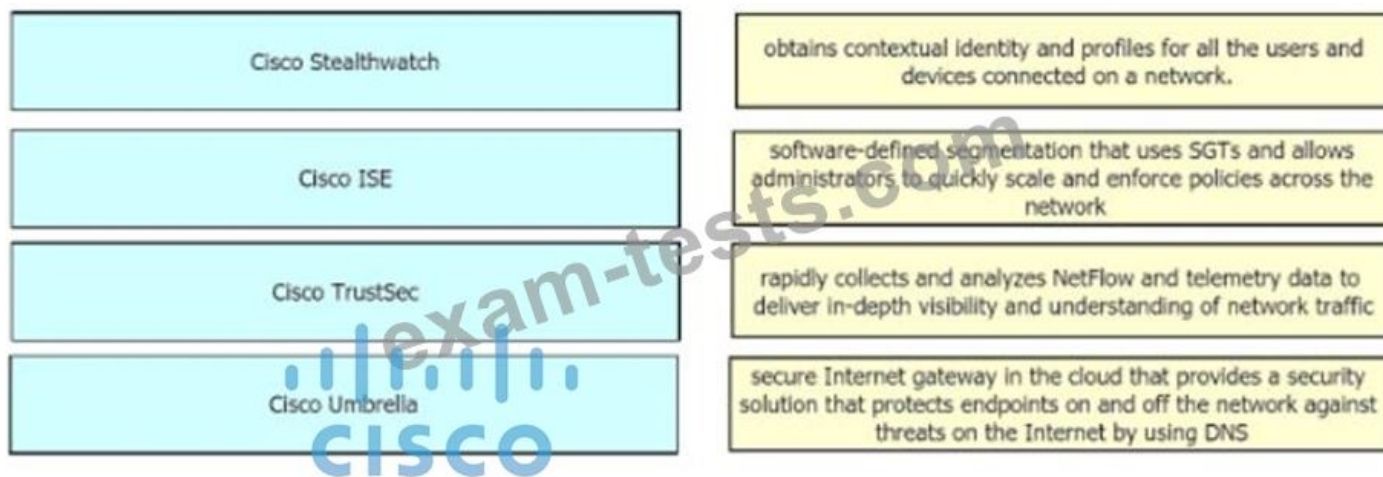 Cisco Stealthwatch
obtains contextual identity and profiles for all the users and
devices connected on a network.
Cisco ISE
software-defined segmentation that uses SGTs and allows
administrators to quickly scale and enforce policies across the
network
Cisco TrustSec
rapidly collects and analyzes NetFlow and telemetry data to
deliver in-depth visibility and understanding of network traffic
Cisco Umbrella
secure Internet gateway in the cloud that provides a security
solution that protects endpoints on and off the network against
threats on the Internet by using DNS
exam-tests.com
CISCO